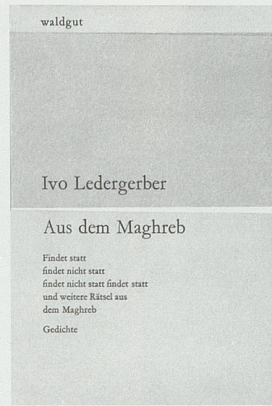 waldgut
Ivo Ledergerber
Aus dem Maghreb
Findet statt
findet nicht statt
findet nicht statt findet statt
und weitere Rätsel aus
dem Maghreb
Gedichte